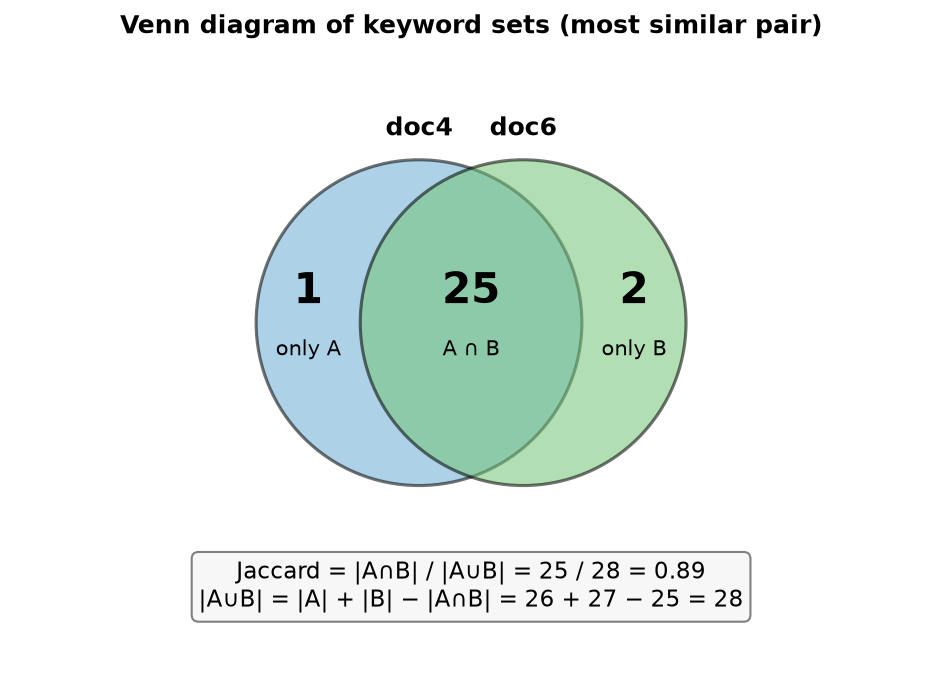 Venn diagram of keyword sets (most similar pair)
doc4 doc6
1 25 2
only A A ∩ B only B
Jaccard = |A∩B| / |A∪B| = 25 / 28 = 0.89
|A∪B| = |A| + |B| − |A∩B| = 26 + 27 − 25 = 28